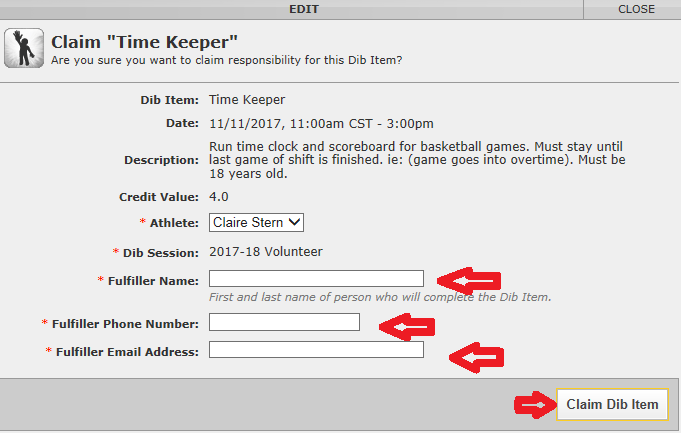 EDIT CLOSE
Claim "Time Keeper"
Are you sure you want to claim responsibility for this Dib Item?
Dib Item: Time Keeper
Date: 11/11/2017, 11:00am CST - 3:00pm
Description: Run time clock and scoreboard for basketball games. Must stay until
last game of shift is finished. ie: (game goes into overtime). Must be
18 years old.
Credit Value: 4.0
* Athlete: Claire Stern
* Dib Session: 2017-18 Volunteer
* Fulfiller Name:
First and last name of person who will complete the Dib Item.
* Fulfiller Phone Number:
* Fulfiller Email Address:
Claim Dib Item